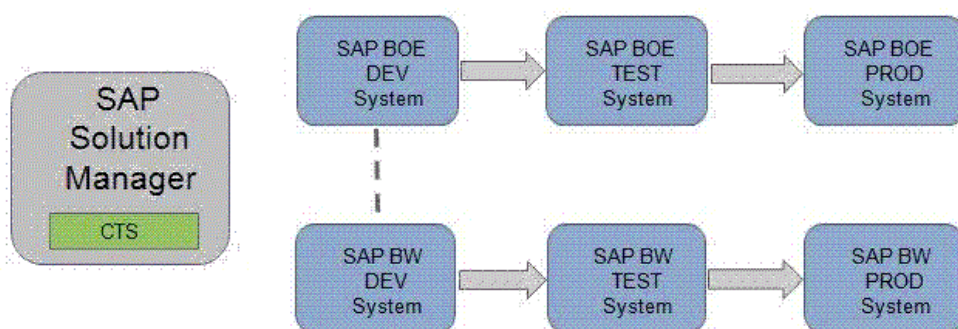 SAP
Solution
Manager
CTS
SAP BOE
DEV
System
SAP BOE
TEST
System
SAP BOE
PROD
System
SAP BW
DEV
System
SAP BW
TEST
System
SAP BW
PROD
System